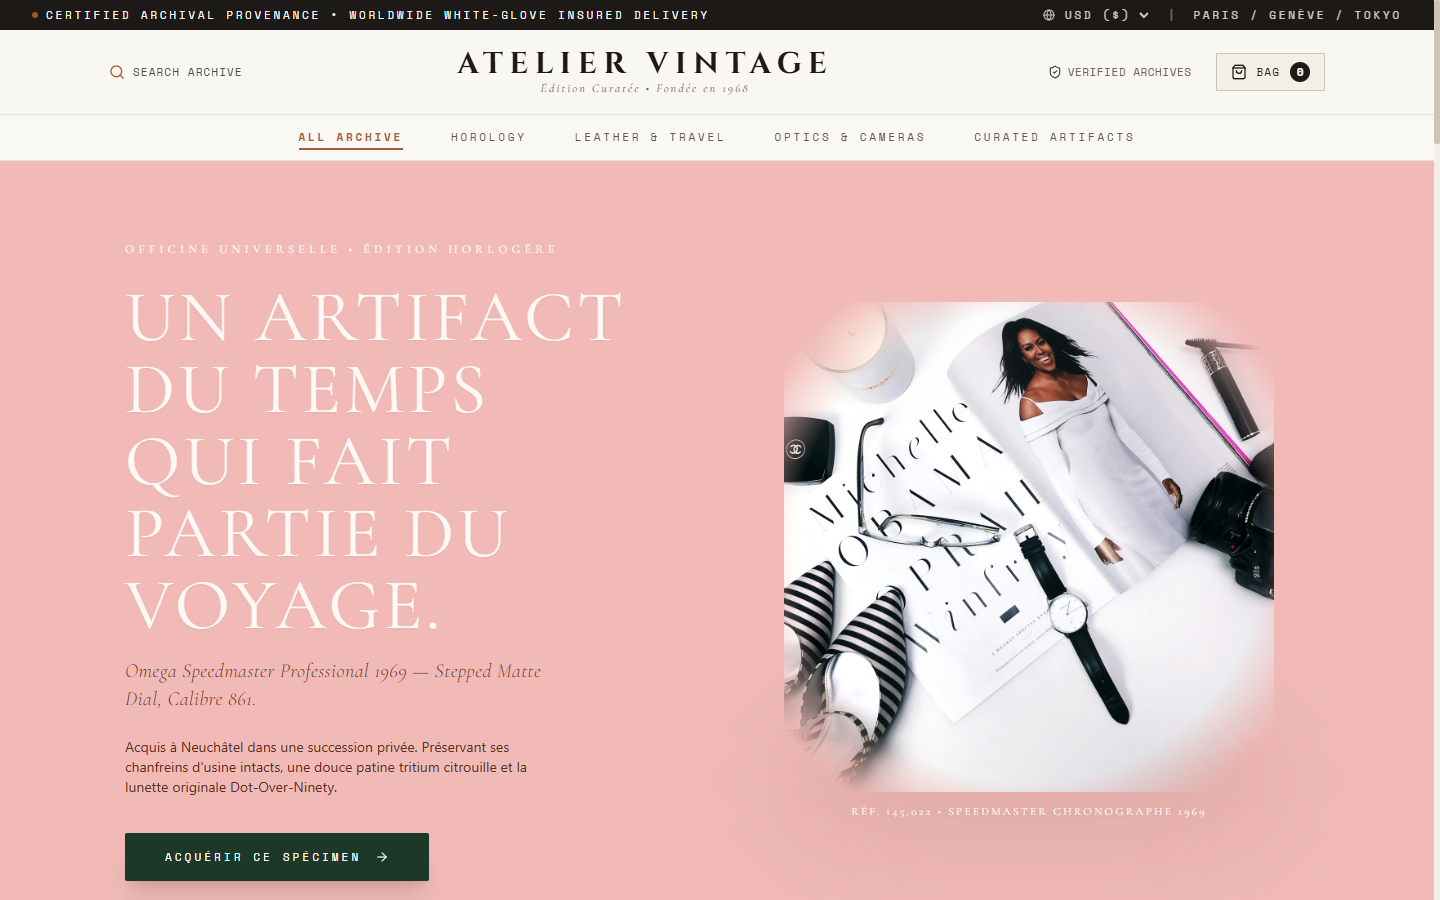 CERTIFIED ARCHIVAL PROVENANCE • WORLDWIDE WHITE-GLOVE INSURED DELIVERY
USD ($) | PARIS / GENÈVE / TOKYO
SEARCH ARCHIVE
ATELIER VINTAGE
Édition Curatée • Fondée en 1968
VERIFIED ARCHIVES
BAG 0
ALL ARCHIVE
HOROLOGY
LEATHER & TRAVEL
OPTICS & CAMERAS
CURATED ARTIFACTS
OFFICINE UNIVERSELLE • ÉDITION HORLOGÈRE
UN ARTIFACT
DU TEMPS
QUI FAIT
PARTIE DU
VOYAGE.
Omega Speedmaster Professional 1969 — Stepped Matte
Dial, Calibre 861.
Acquis à Neuchâtel dans une succession privée. Préservant ses
chanfreins d'usine intacts, une douce patine tritium citrouille et la
lunette originale Dot-Over-Ninety.
ACQUÉRIR CE SPÉCIMEN
Michelle
OBAMA
Winfrey
RÉF. 145.022 • SPEEDMASTER CHRONOGRAPHE 1969